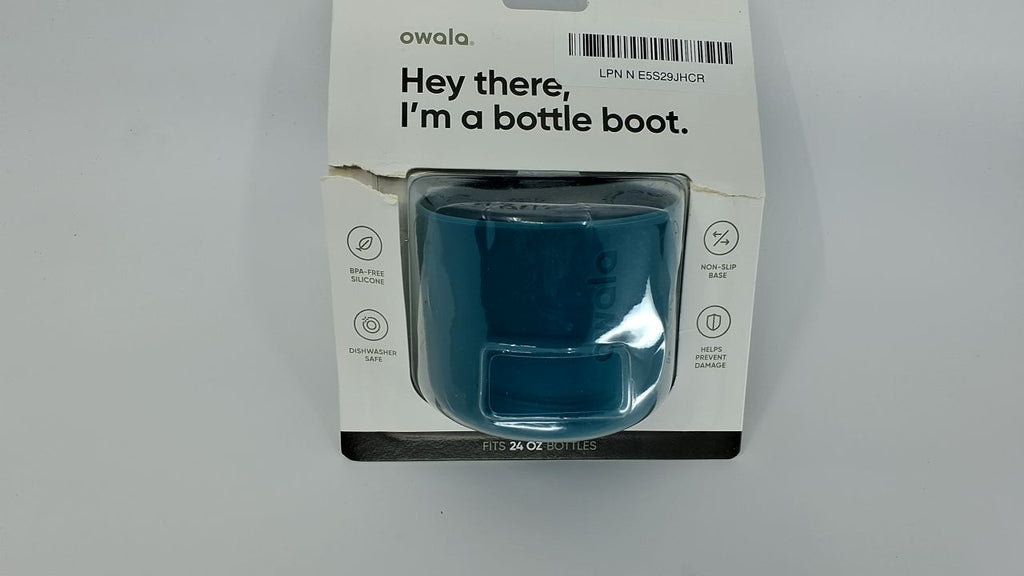 owala®
LPN N E5S29JHCR
Hey there,
I'm a bottle boot.
BPA-FREE
SILICONE
NON-SLIP
BASE
owala
DISHWASHER
SAFE
HELPS
PREVENT
DAMAGE
FITS 24 OZ BOTTLES